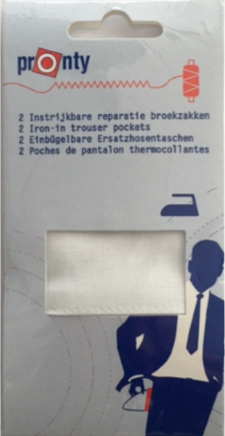 pronty
2 Instrijkbare reparatie broekzakken
2 Iron-in trouser pockets
2 Einbügelbare Ersatzhosentaschen
2 Poches de pantalon thermocollantes